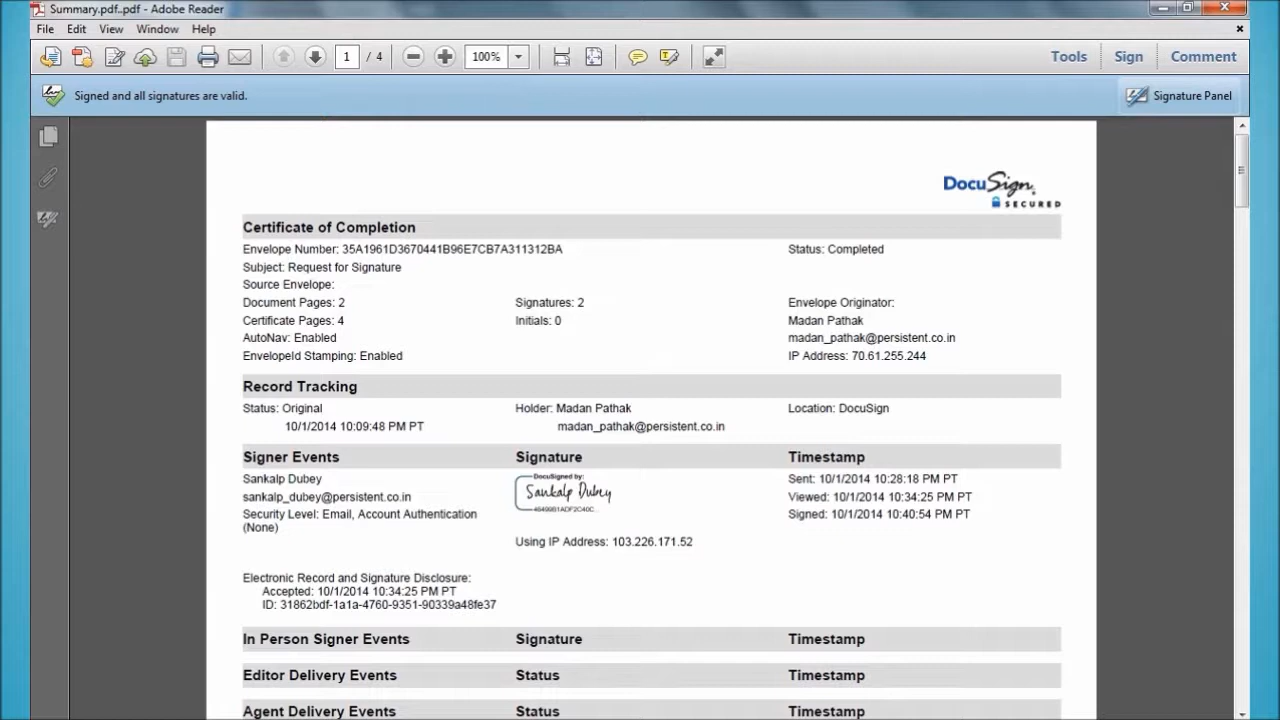 Summary.pdf..pdf - Adobe Reader
File Edit View Window Help
1 / 4 100% Tools Sign Comment
Signed and all signatures are valid. Signature Panel
DocuSign
SECURED
Certificate of Completion
Envelope Number: 35A1961D3670441B96E7CB7A311312BA Status: Completed
Subject: Request for Signature
Source Envelope:
Document Pages: 2 Signatures: 2 Envelope Originator:
Certificate Pages: 4 Initials: 0 Madan Pathak
AutoNav: Enabled madan_pathak@persistent.co.in
EnvelopeId Stamping: Enabled IP Address: 70.61.255.244
Record Tracking
Status: Original Holder: Madan Pathak Location: DocuSign
10/1/2014 10:09:48 PM PT madan_pathak@persistent.co.in
Signer Events Signature Timestamp
Sankalp Dubey DocuSigned by: Sent: 10/1/2014 10:28:18 PM PT
sankalp_dubey@persistent.co.in Sankalp Dubey Viewed: 10/1/2014 10:34:25 PM PT
Security Level: Email, Account Authentication Signed: 10/1/2014 10:40:54 PM PT
(None)
Using IP Address: 103.226.171.52
Electronic Record and Signature Disclosure:
Accepted: 10/1/2014 10:34:25 PM PT
ID: 31862bdf-1a1a-4760-9351-90339a48fe37
In Person Signer Events Signature Timestamp
Editor Delivery Events Status Timestamp
Agent Delivery Events Status Timestamp